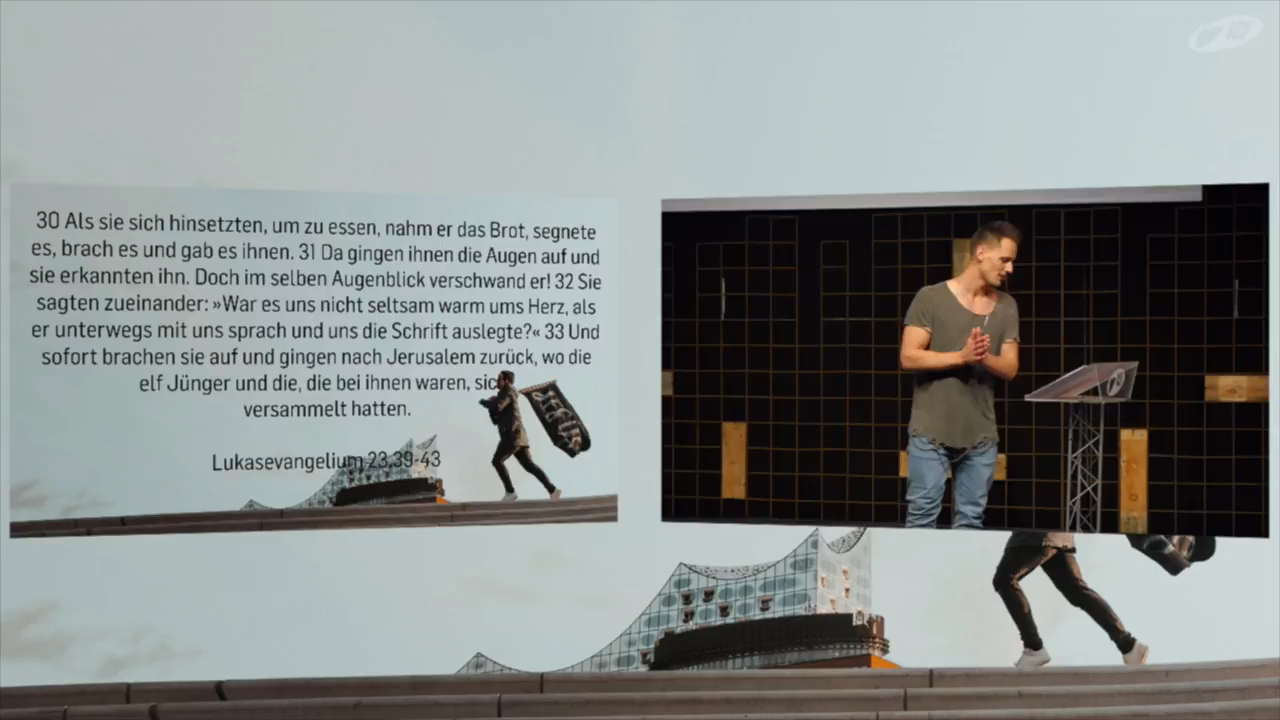 30 Als sie sich hinsetzten, um zu essen, nahm er das Brot, segnete
es, brach es und gab es ihnen. 31 Da gingen ihnen die Augen auf und
sie erkannten ihn. Doch im selben Augenblick verschwand er! 32 Sie
sagten zueinander: »War es uns nicht seltsam warm ums Herz, als
er unterwegs mit uns sprach und uns die Schrift auslegte?« 33 Und
sofort brachen sie auf und gingen nach Jerusalem zurück, wo die
elf Jünger und die, die bei ihnen waren, sich
versammelt hatten.
Lukasevangelium 23,39-43